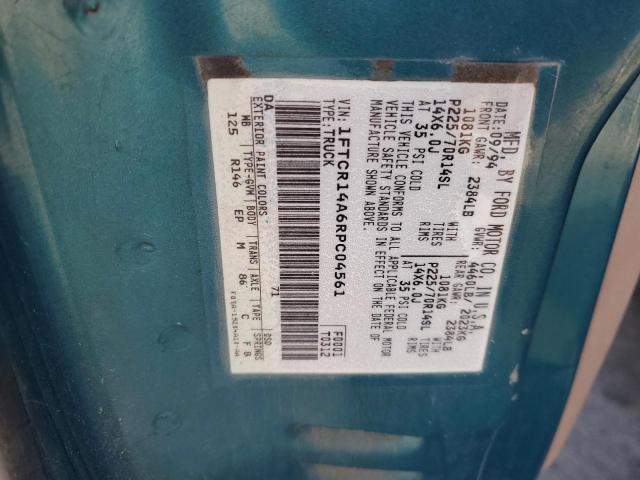 MFD. BY FORD MOTOR CO. IN U.S.A.
DATE: 09/94
GVWR: 4460LB/ 2023KG
FRONT GAWR: 2384LB
REAR GAWR: 2384LB
1081KG WITH
1081KG WITH
P225/70R14SL TIRES
P225/70R14SL TIRES
14X6.0J RIMS
14X6.0J RIMS
AT 35 PSI COLD
AT 35 PSI COLD
THIS VEHICLE CONFORMS TO ALL APPLICABLE FEDERAL MOTOR
VEHICLE SAFETY STANDARDS IN EFFECT ON THE DATE OF
MANUFACTURE SHOWN ABOVE.
VIN: 1FTCR14A6RPC04561
TYPE: TRUCK
F0001
T0312
EXTERIOR PAINT COLORS
DA
71
DSO
WB TYPE-GVW BODY TRANS AXLE TAPE SPRINGS
125 R146 EP M 86 C F B